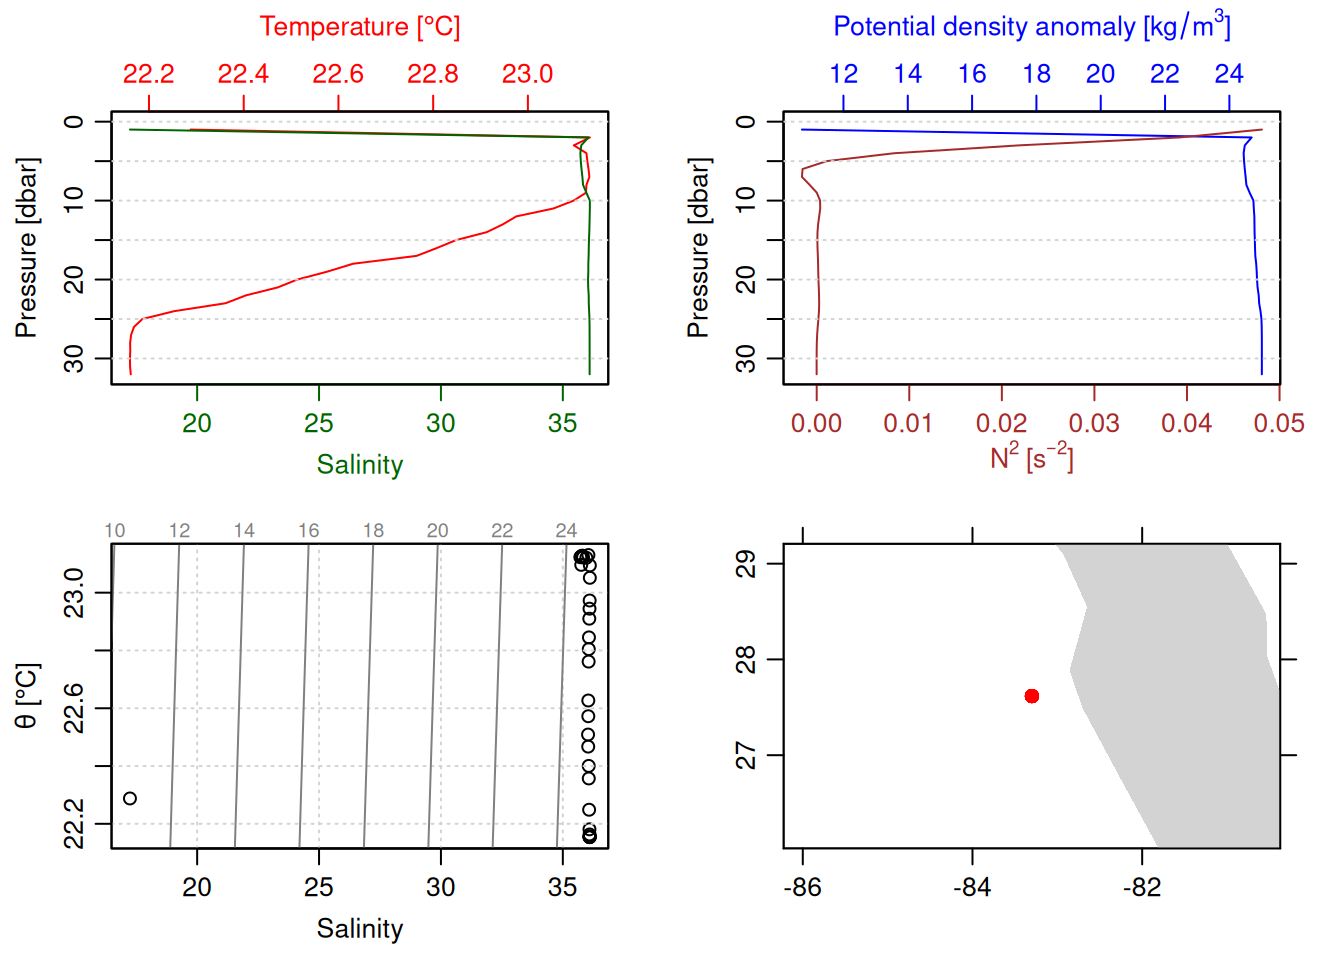 Temperature [°C]
22.2 22.4 22.6 22.8 23.0
0
10
20
30
Pressure [dbar]
20 25 30 35
Salinity
Potential density anomaly [kg/m³]
12 14 16 18 20 22 24
0
10
20
30
Pressure [dbar]
0.00 0.01 0.02 0.03 0.04 0.05
N² [s⁻²]
10 12 14 16 18 20 22 24
23.0
22.6
22.2
θ [°C]
20 25 30 35
Salinity
29
28
27
-86 -84 -82